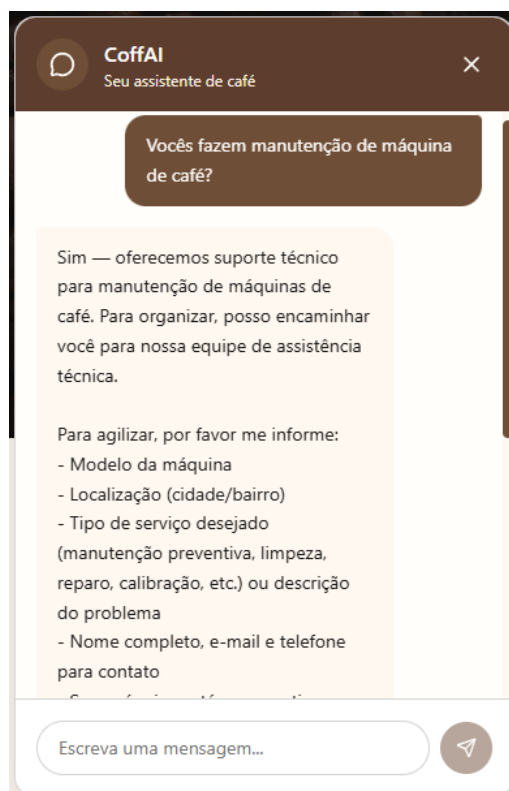 CoffAI
Seu assistente de café
Vocês fazem manutenção de máquina
de café?
Sim — oferecemos suporte técnico
para manutenção de máquinas de
café. Para organizar, posso encaminhar
você para nossa equipe de assistência
técnica.
Para agilizar, por favor me informe:
- Modelo da máquina
- Localização (cidade/bairro)
- Tipo de serviço desejado
(manutenção preventiva, limpeza,
reparo, calibração, etc.) ou descrição
do problema
- Nome completo, e-mail e telefone
para contato
Escreva uma mensagem...